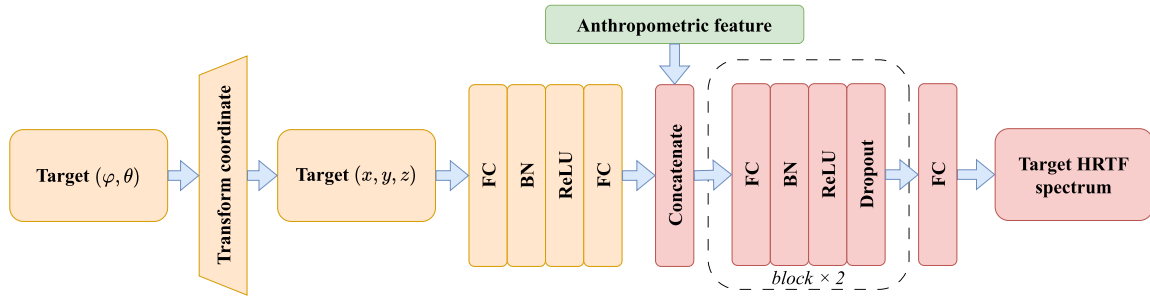 Anthropometric feature
Target (φ, θ)
Transform coordinate
Target (x, y, z)
FC
BN
ReLU
FC
Concatenate
FC
BN
ReLU
Dropout
block × 2
FC
Target HRTF
spectrum